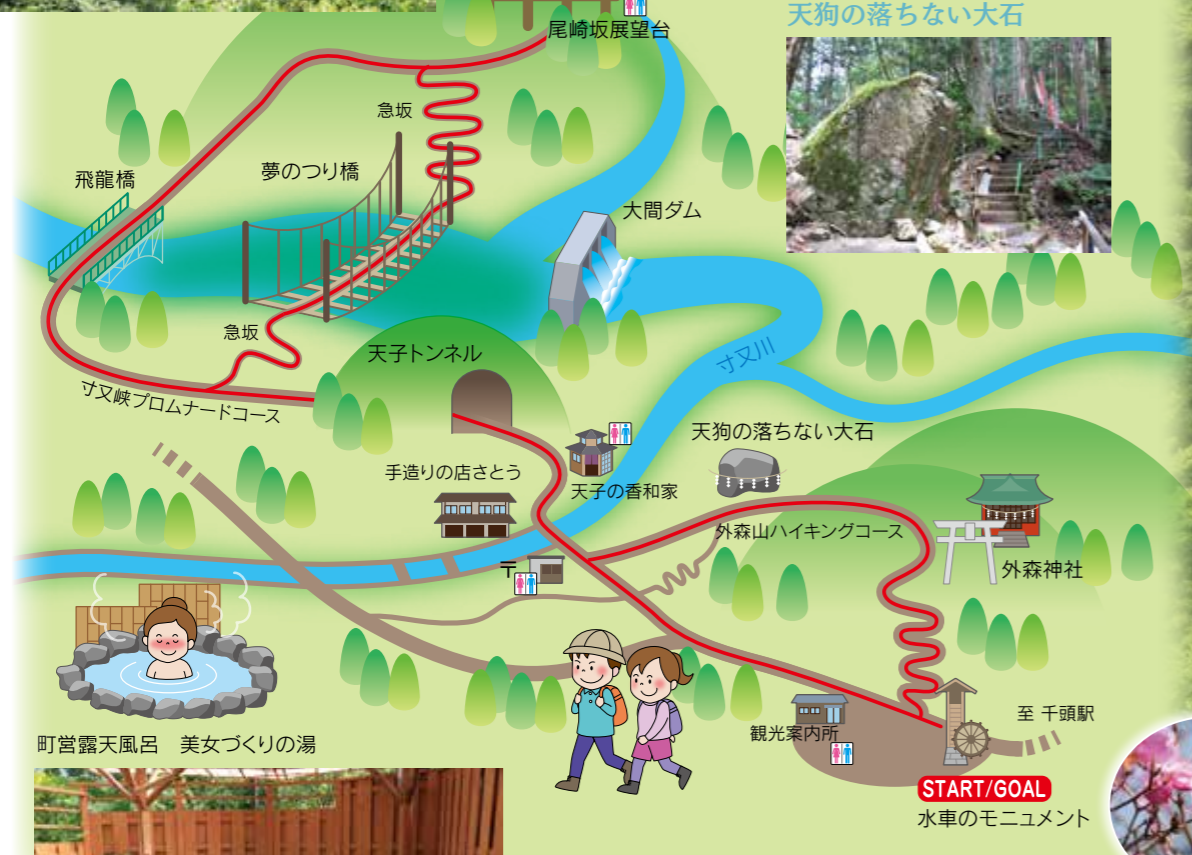 尾崎坂展望台
天狗の落ちない大石
急坂
夢のつり橋
飛龍橋
大間ダム
急坂
天子トンネル
寸又川
寸又峡プロムナードコース
天狗の落ちない大石
手造りの店さとう
天子の香和家
外森山ハイキングコース
〒
外森神社
至 千頭駅
観光案内所
町営露天風呂 美女づくりの湯
START/GOAL
水車のモニュメント